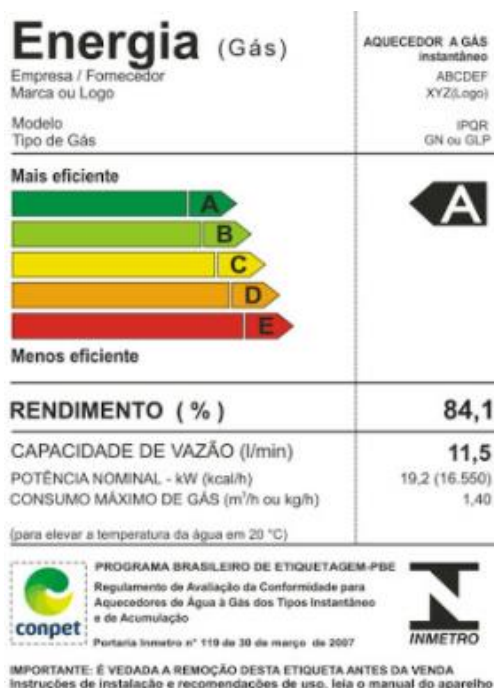 Energia (Gás)
Empresa / Fornecedor
Marca ou Logo
Modelo
Tipo de Gás
AQUECEDOR A GÁS
instantâneo
ABCDEF
XYZ(Logo)
IPQR
GN ou GLP
Mais eficiente
A
A
B
C
D
E
Menos eficiente
RENDIMENTO ( % ) 84,1
CAPACIDADE DE VAZÃO (l/min) 11,5
POTÊNCIA NOMINAL - kW (kcal/h) 19,2 (16.550)
CONSUMO MÁXIMO DE GÁS (m³/h ou kg/h) 1,40
(para elevar a temperatura da água em 20 °C)
conpet
PROGRAMA BRASILEIRO DE ETIQUETAGEM-PBE
Regulamento de Avaliação da Conformidade para
Aquecedores de Água à Gás dos Tipos Instantâneo
e de Acumulação
Portaria Inmetro nº 119 de 30 de março de 2007
INMETRO
IMPORTANTE: É VEDADA A REMOÇÃO DESTA ETIQUETA ANTES DA VENDA
Instruções de instalação e recomendações de uso, leia o manual do aparelho